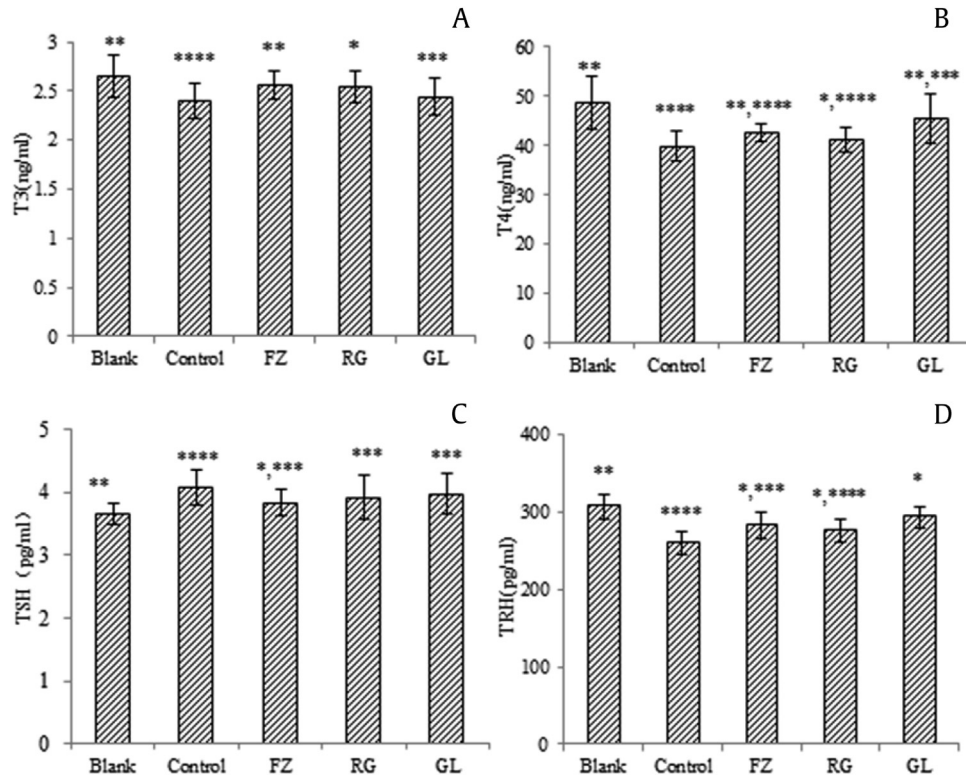 A
** **** ** * ***
3
2.5
2
1.5
1
0.5
0
T3(ng/ml)
Blank Control FZ RG GL
B
** **** **,**** *,**** **,***
60
50
40
30
20
10
0
T4(ng/ml)
Blank Control FZ RG GL
C
** **** *,*** *** ***
5
4
3
2
1
0
TSH（pg/ml）
Blank Control FZ RG GL
D
** **** *,*** *,**** *
400
300
200
100
0
TRH(pg/ml)
Blank Control FZ RG GL